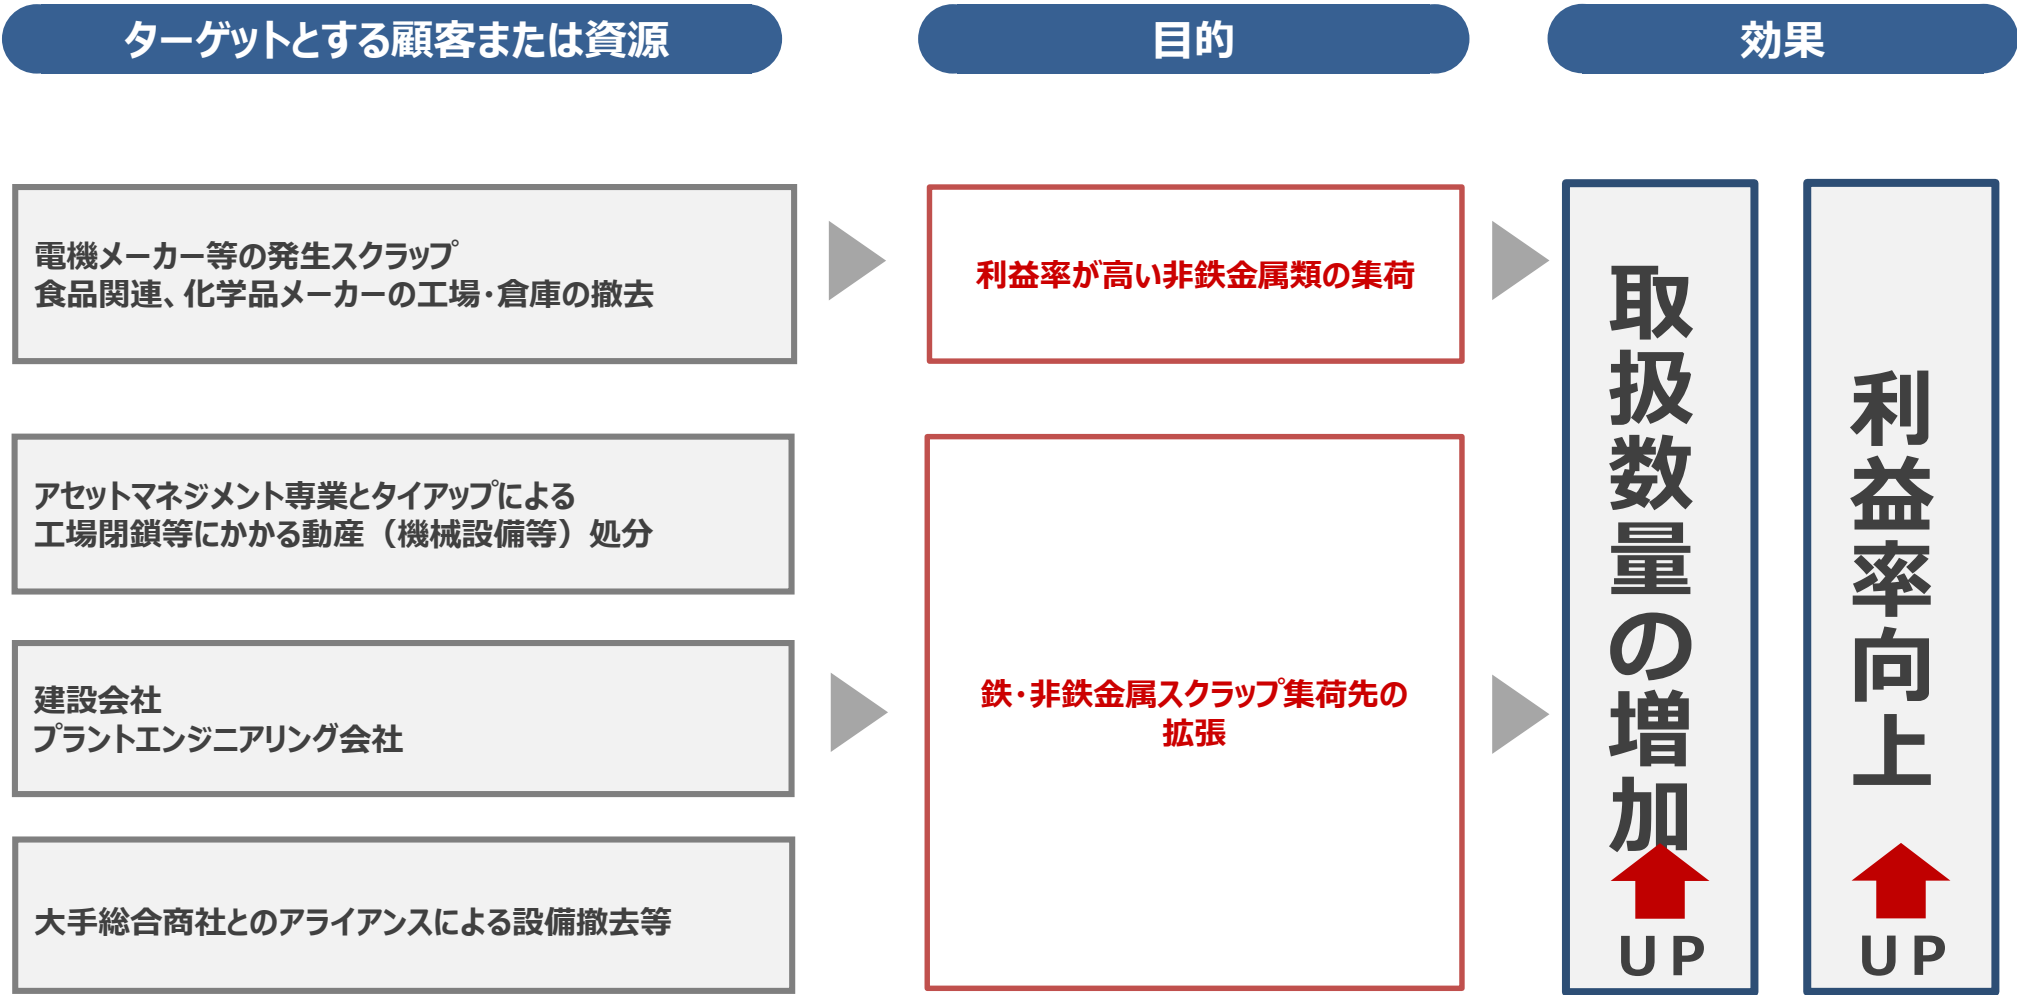 ターゲットとする顧客または資源
目的
効果
電機メーカー等の発生スクラップ
食品関連、化学品メーカーの工場・倉庫の撤去
利益率が高い非鉄金属類の集荷
アセットマネジメント専業とタイアップによる
工場閉鎖等にかかる動産（機械設備等）処分
建設会社
プラントエンジニアリング会社
大手総合商社とのアライアンスによる設備撤去等
鉄・非鉄金属スクラップ集荷先の
拡張
取扱数量の増加
ＵＰ
利益率向上
ＵＰ